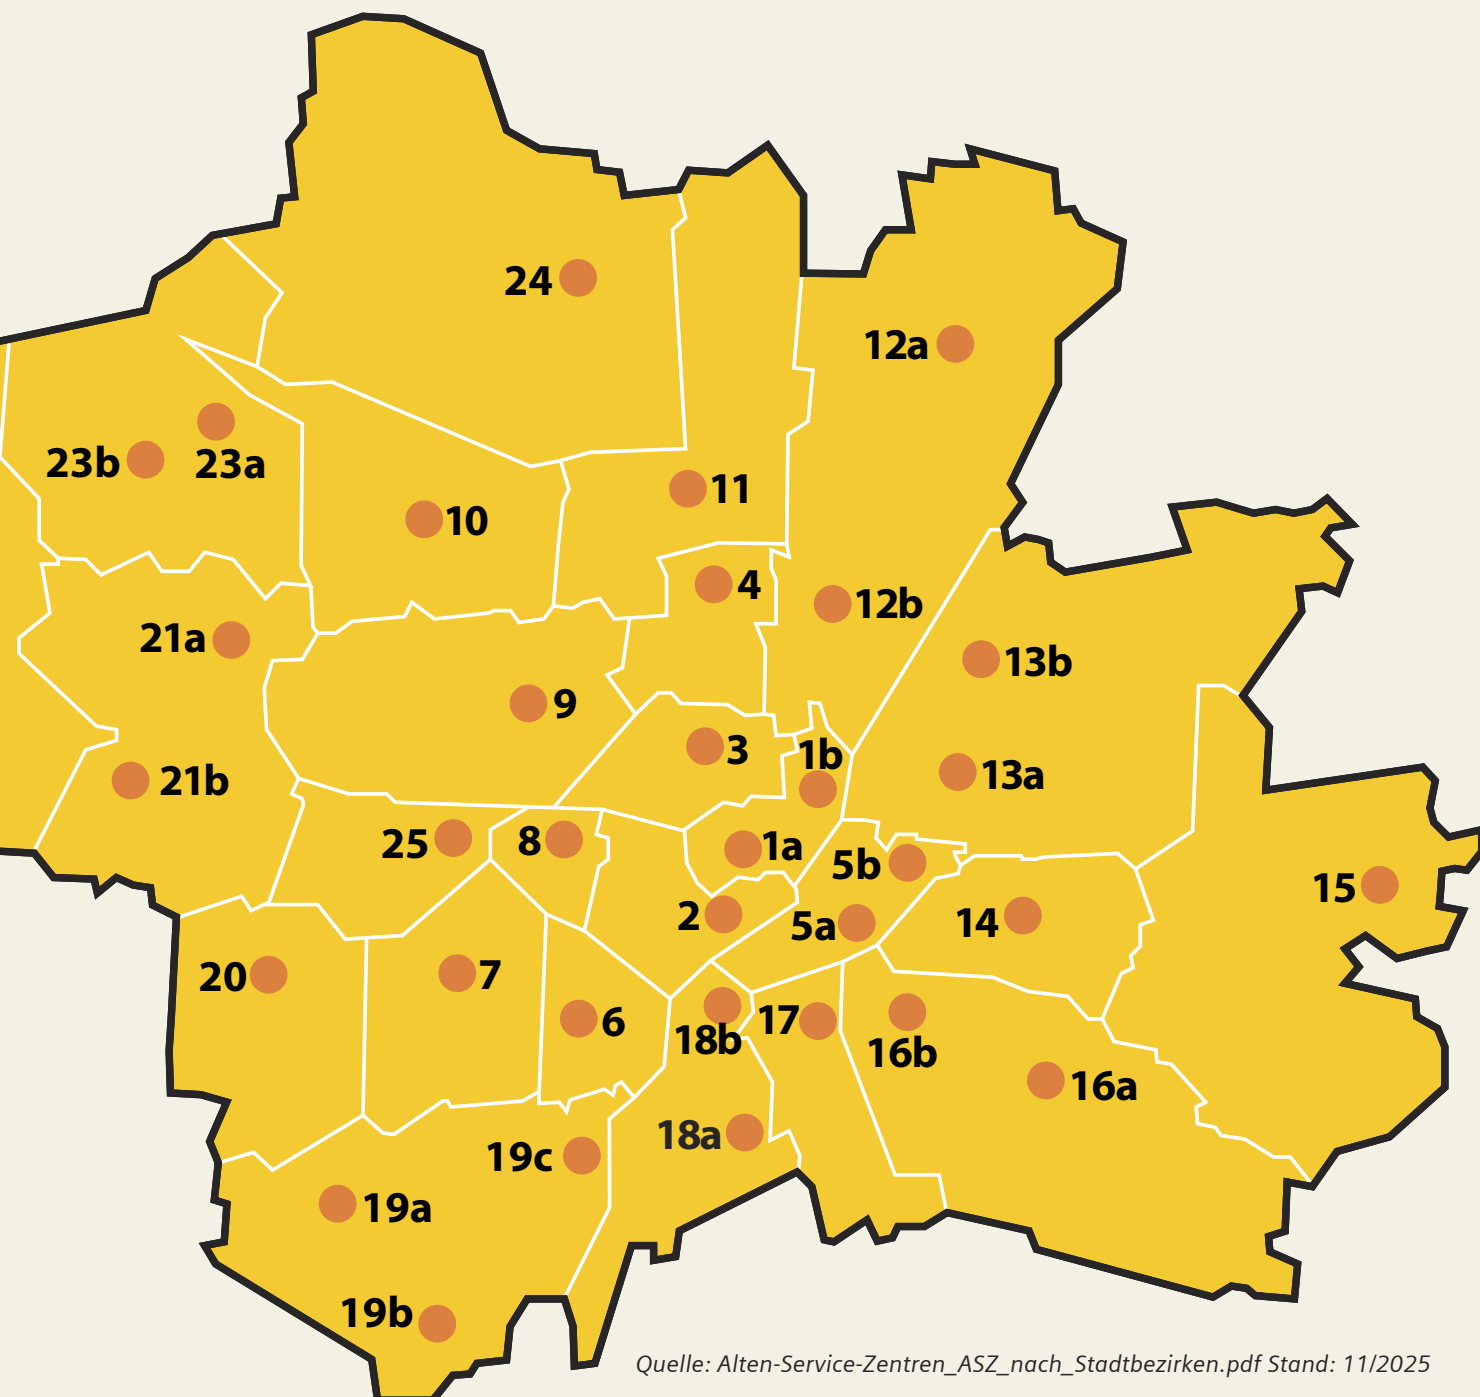 24
12a
23b
23a
11
10
4
12b
21a
13b
9
3
1b
21b
13a
25
8
1a
5b
15
2
5a
14
20
7
6
18b
17
16b
16a
18a
19c
19a
19b
Quelle: Alten-Service-Zentren_ASZ_nach_Stadtbezirken.pdf Stand: 11/2025